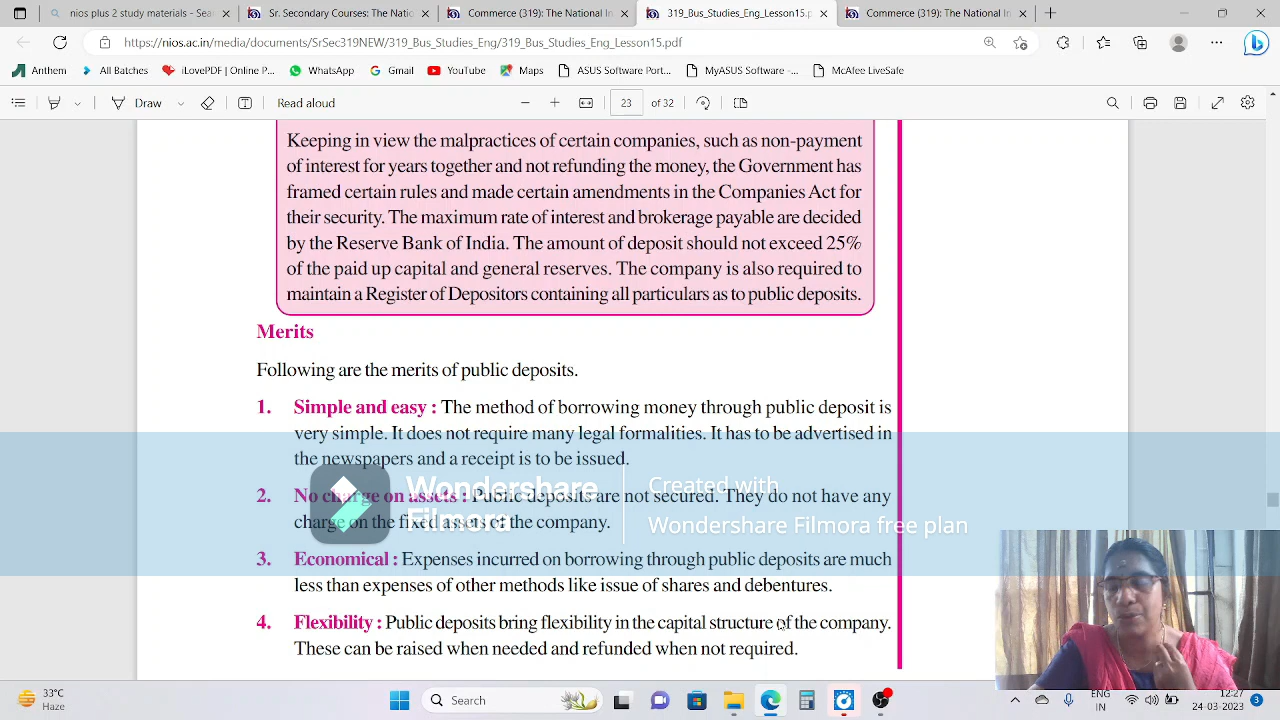 nios plus 2 study materials - Sea
Sr. Secondary Courses: The Natio
Commerce (319): The National In
319_Bus_Studies_Eng_Lesson15.p
Commerce (319): The National In
https://nios.ac.in/media/documents/SrSec319NEW/319_Bus_Studies_Eng/319_Bus_Studies_Eng_Lesson15.pdf
Anthem
All Batches
iLovePDF | Online P...
WhatsApp
Gmail
YouTube
Maps
ASUS Software Port...
MyASUS Software -...
McAfee LiveSafe
Draw
Read aloud
23
of 32
Keeping in view the malpractices of certain companies, such as non-payment
of interest for years together and not refunding the money, the Government has
framed certain rules and made certain amendments in the Companies Act for
their security. The maximum rate of interest and brokerage payable are decided
by the Reserve Bank of India. The amount of deposit should not exceed 25%
of the paid up capital and general reserves. The company is also required to
maintain a Register of Depositors containing all particulars as to public deposits.
Merits
Following are the merits of public deposits.
1. Simple and easy : The method of borrowing money through public deposit is
very simple. It does not require many legal formalities. It has to be advertised in
the newspapers and a receipt is to be issued.
2. No charge on assets : Public deposits are not secured. They do not have any
charge on the fixed assets of the company.
Wondershare
Filmora
Created with
Wondershare Filmora free plan
3. Economical : Expenses incurred on borrowing through public deposits are much
less than expenses of other methods like issue of shares and debentures.
4. Flexibility : Public deposits bring flexibility in the capital structure of the company.
These can be raised when needed and refunded when not required.
33°C
Haze
Search
ENG
IN
12:27
24-03-2023
3